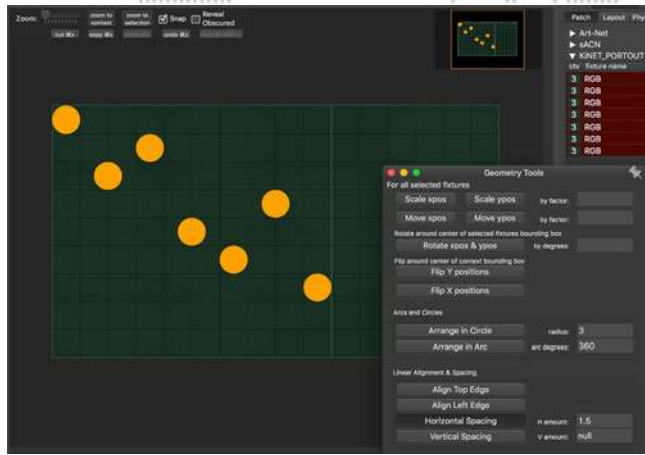 Zoom:
zoom to context
zoom to selection
Snap
Reveal Obscured
cut ⌘x
copy ⌘c
undo ⌘z
Patch Layout Phy
▶ Art-Net
▶ sACN
▼ KiNET_PORTOUT
fixture name
3 RGB
3 RGB
3 RGB
3 RGB
3 RGB
3 RGB
3 RGB
Geometry Tools
For all selected fixtures
Scale xpos Scale ypos by factor:
Move xpos Move ypos by factor:
Rotate around center of selected fixtures bounding box
Rotate xpos & ypos by degrees:
Flip around center of context bounding box
Flip Y positions
Flip X positions
Arcs and Circles
Arrange in Circle radius: 3
Arrange in Arc arc degrees: 360
Linear Alignment & Spacing
Align Top Edge
Align Left Edge
Horizontal Spacing H amount: 1.5
Vertical Spacing V amount: null